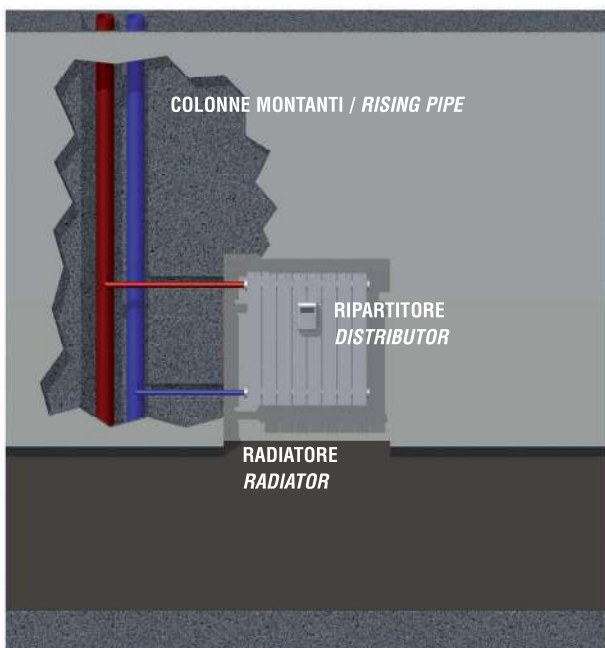 COLONNE MONTANTI / RISING PIPE
RIPARTITORE
DISTRIBUTOR
RADIATORE
RADIATOR